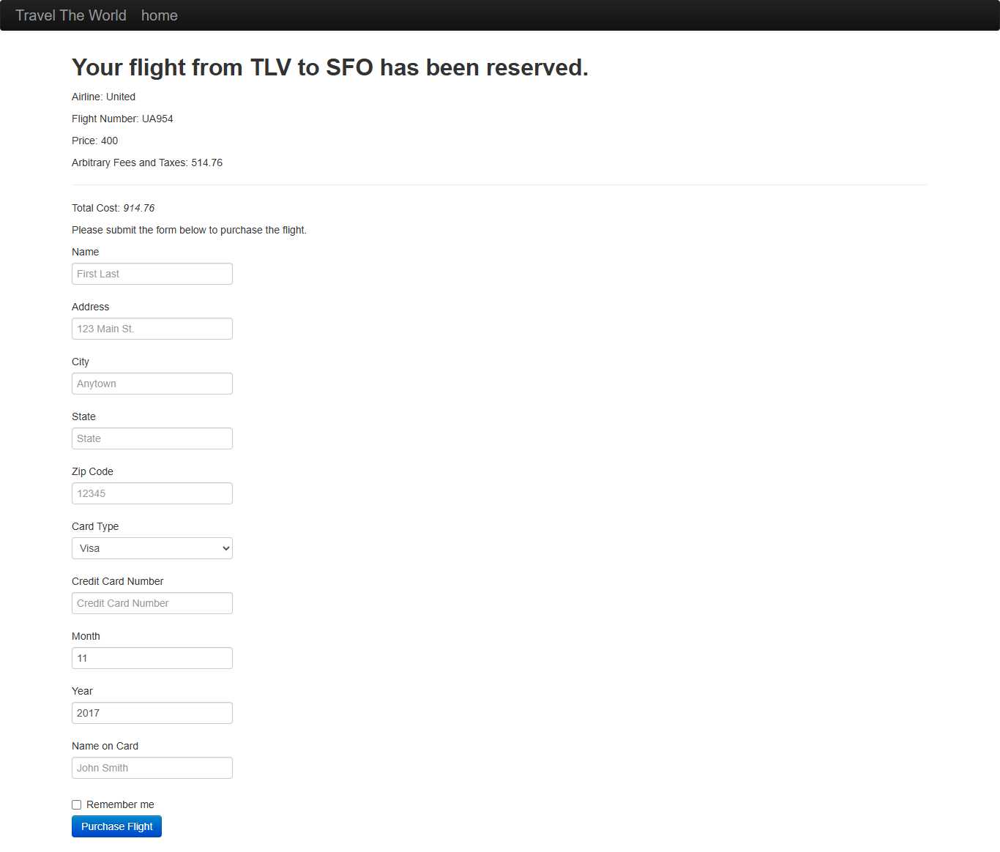 Travel The World home
Your flight from TLV to SFO has been reserved.
Airline: United
Flight Number: UA954
Price: 400
Arbitrary Fees and Taxes: 514.76
Total Cost: 914.76
Please submit the form below to purchase the flight.
Name
First Last
Address
123 Main St.
City
Anytown
State
State
Zip Code
12345
Card Type
Visa
Credit Card Number
Credit Card Number
Month
11
Year
2017
Name on Card
John Smith
Remember me
Purchase Flight